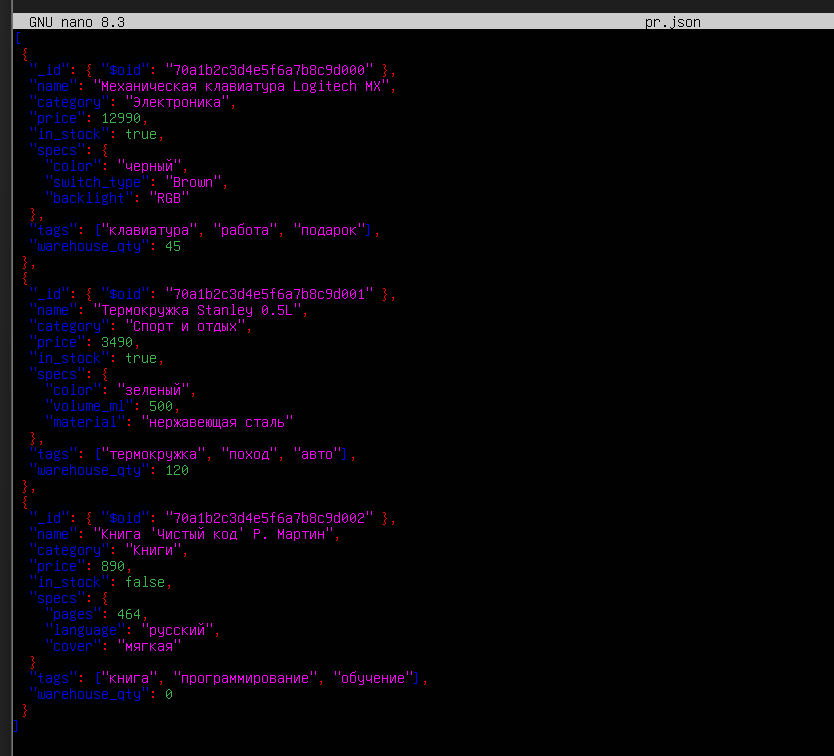 GNU nano 8.3 pr.json
[
{
"_id": { "$oid": "70a1b2c3d4e5f6a7b8c9d000" },
"name": "Механическая клавиатура Logitech MX",
"category": "Электроника",
"price": 12990,
"in_stock": true,
"specs": {
"color": "черный",
"switch_type": "Brown",
"backlight": "RGB"
},
"tags": ["клавиатура", "работа", "подарок"],
"warehouse_qty": 45
},
{
"_id": { "$oid": "70a1b2c3d4e5f6a7b8c9d001" },
"name": "Термокружка Stanley 0.5L",
"category": "Спорт и отдых",
"price": 3490,
"in_stock": true,
"specs": {
"color": "зеленый",
"volume_ml": 500,
"material": "нержавеющая сталь"
},
"tags": ["термокружка", "поход", "авто"],
"warehouse_qty": 120
},
{
"_id": { "$oid": "70a1b2c3d4e5f6a7b8c9d002" },
"name": "Книга 'Чистый код' Р. Мартин",
"category": "Книги",
"price": 890,
"in_stock": false,
"specs": {
"pages": 464,
"language": "русский",
"cover": "мягкая"
}
"tags": ["книга", "программирование", "обучение"],
"warehouse_qty": 0
}
]